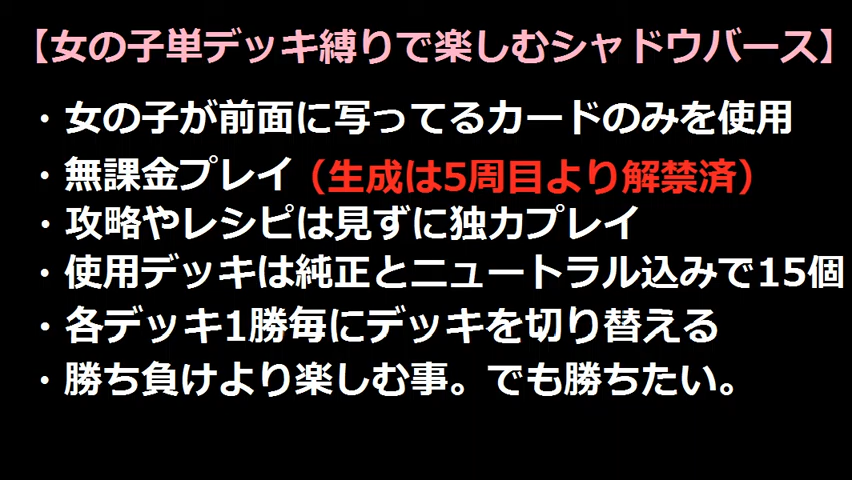 【女の子単デッキ縛りで楽しむシャドウバース】
・女の子が前面に写ってるカードのみを使用
・無課金プレイ（生成は5周目より解禁済）
・攻略やレシピは見ずに独力プレイ
・使用デッキは純正とニュートラル込みで15個
・各デッキ1勝毎にデッキを切り替える
・勝ち負けより楽しむ事。でも勝ちたい。